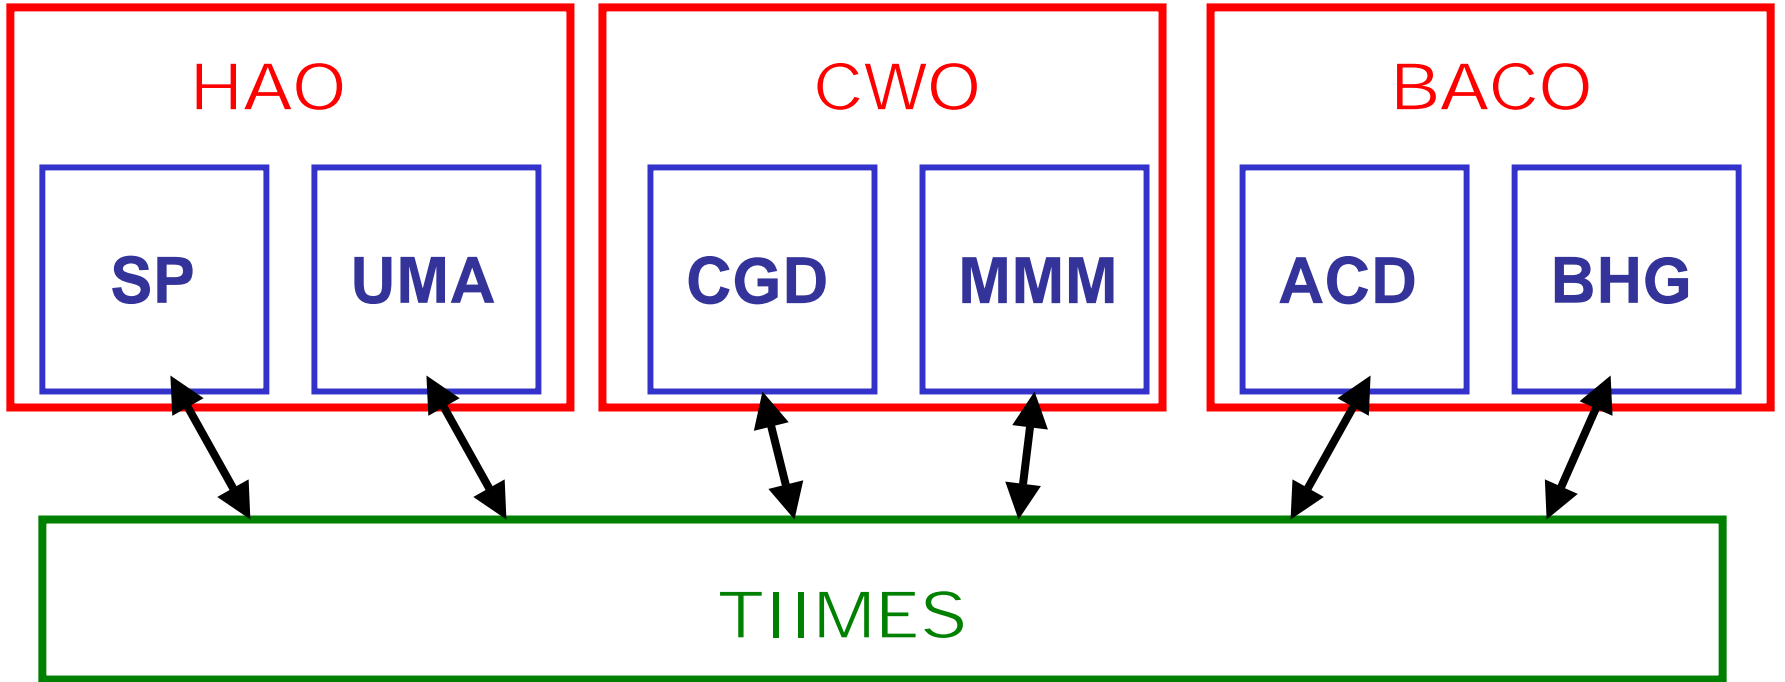 HAO
CWO
BACO
SP
UMA
CGD
MMM
ACD
BHG
TIIMES